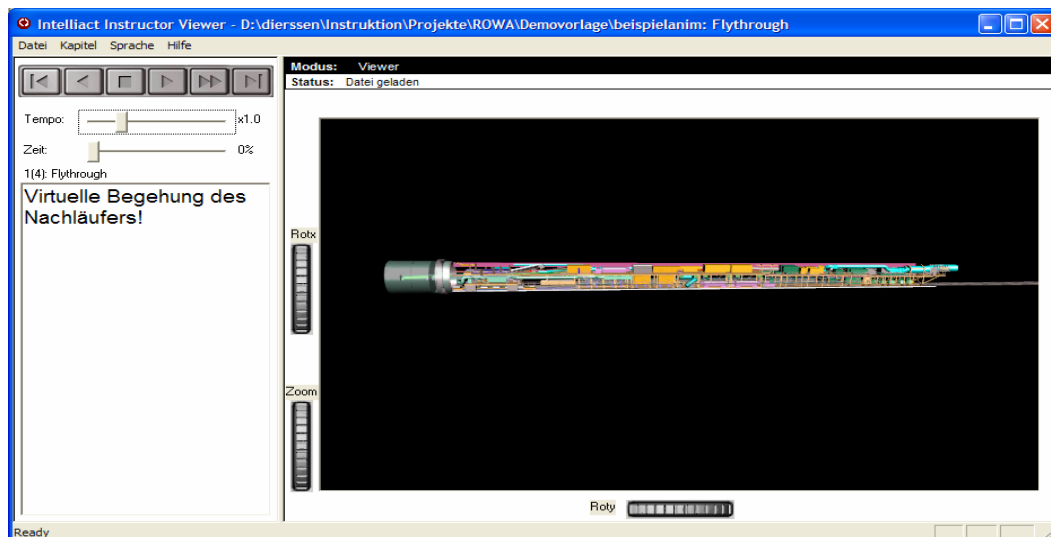 Intelliact Instructor Viewer - D:\dierssen\Instruktion\Projekte\ROWA\Demovorlage\beispielanim: Flythrough
Datei Kapitel Sprache Hilfe
Modus: Viewer
Status: Datei geladen
Tempo: x1.0
Zeit: 0%
1(4): Flythrough
Virtuelle Begehung des
Nachläufers!
Rotx
Zoom
Roty
Ready